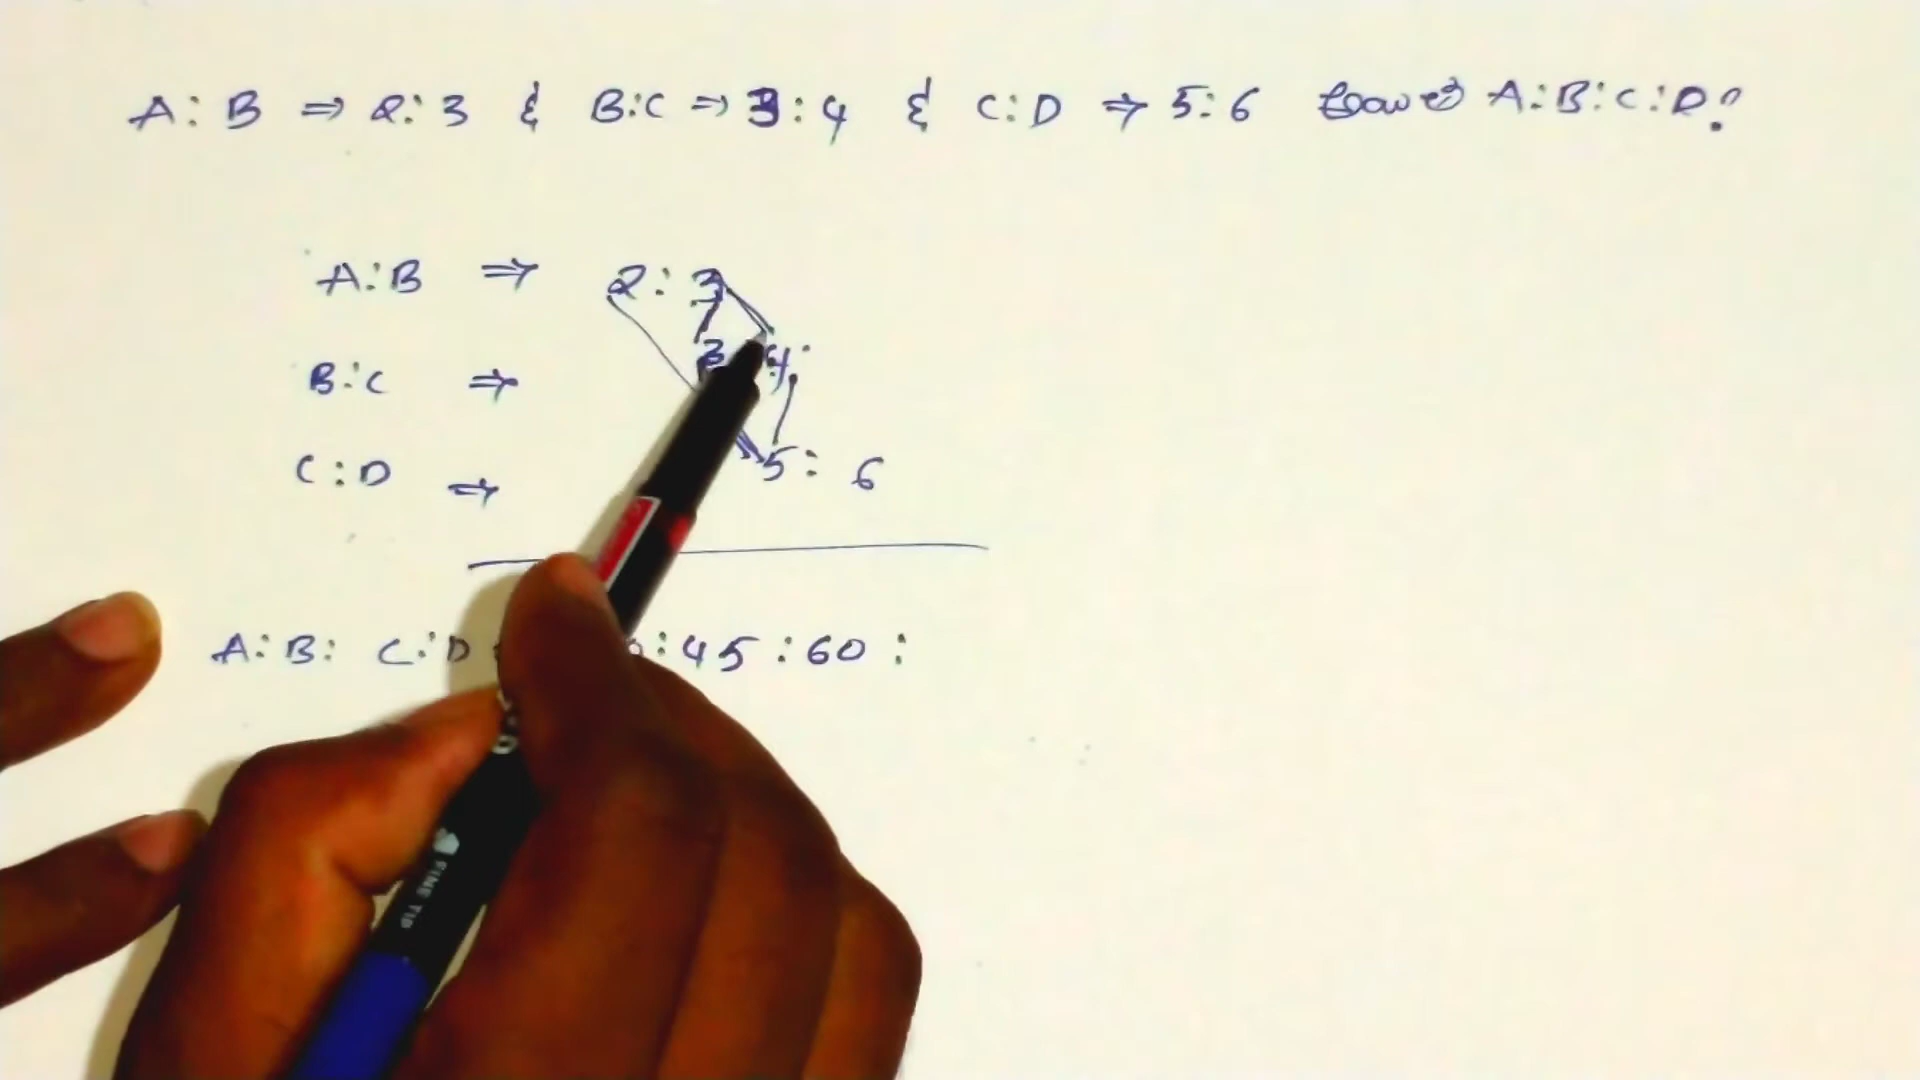 A:B ⇒ 2:3 & B:C ⇒ 3:4 & C:D ⇒ 5:6 A:B:C:D?
A:B ⇒ 2:3
B:C ⇒ 3 4:
C:D ⇒ 5:6
A:B:C:D :45:60:
FINE TIP